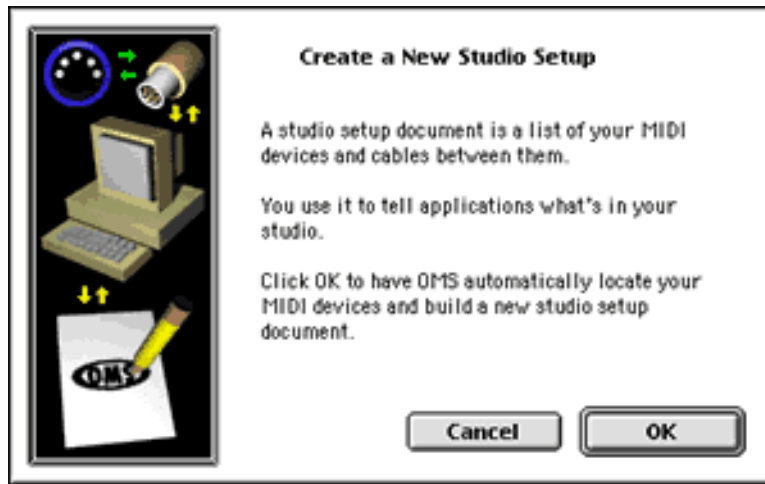 Create a New Studio Setup
A studio setup document is a list of your MIDI
devices and cables between them.
You use it to tell applications what's in your
studio.
Click OK to have OMS automatically locate your
MIDI devices and build a new studio setup
document.
OMS
Cancel
OK